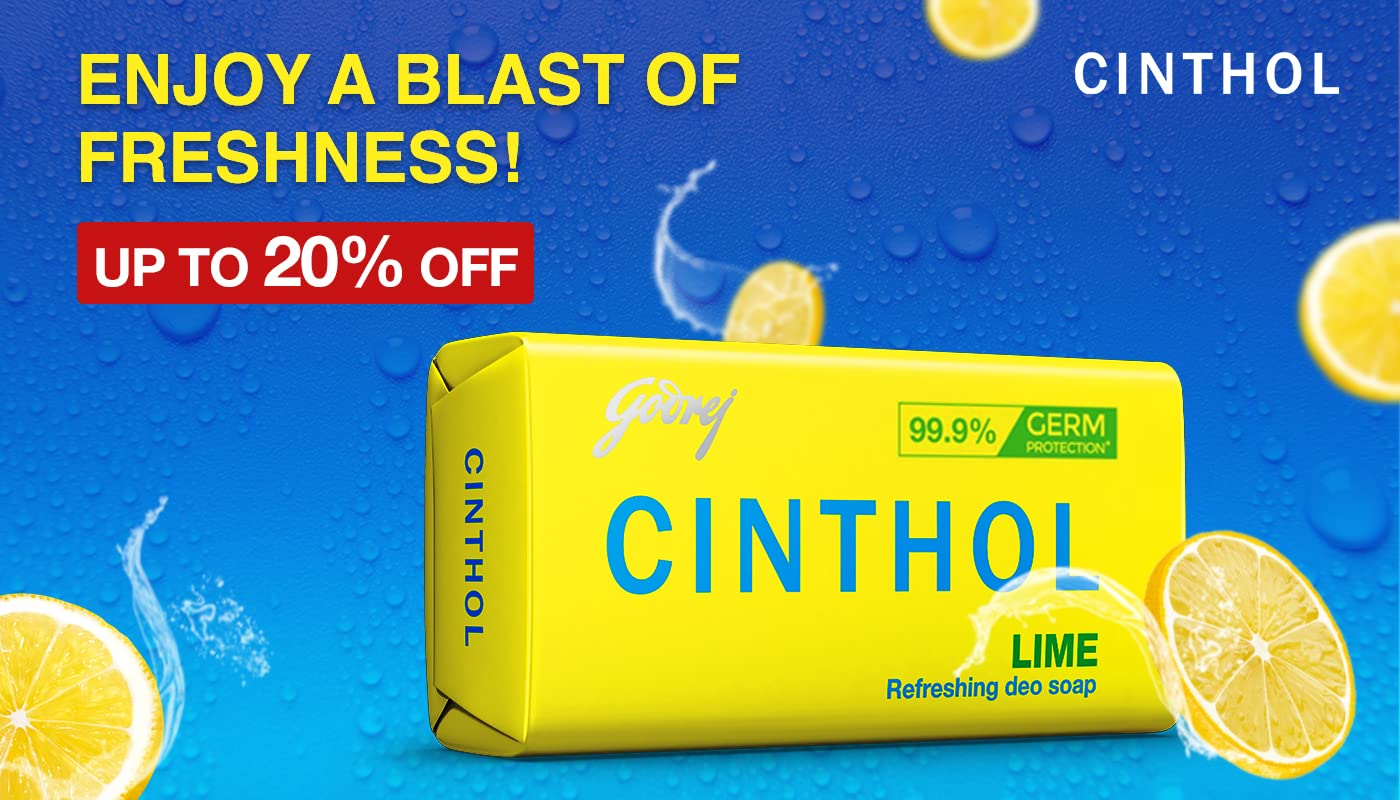 ENJOY A BLAST OF
FRESHNESS!
UP TO 20% OFF
CINTHOL
Godrej
99.9% GERM
PROTECTION*
CINTHOL
CINTHOL
LIME
Refreshing deo soap